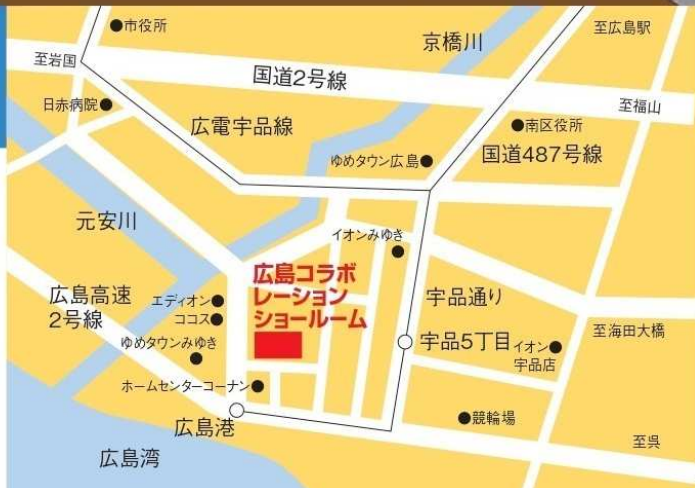 ●市役所
京橋川
至広島駅
至岩国
国道2号線
日赤病院●
至福山
広電宇品線
●南区役所
ゆめタウン広島●
国道487号線
元安川
イオンみゆき
広島コラボ
レーション
ショールーム
広島高速
2号線
エディオン●
ココス●
ゆめタウンみゆき
宇品通り
宇品5丁目
イオン
宇品店
至海田大橋
ホームセンターコーナン●
広島港
●競輪場
至呉
広島湾